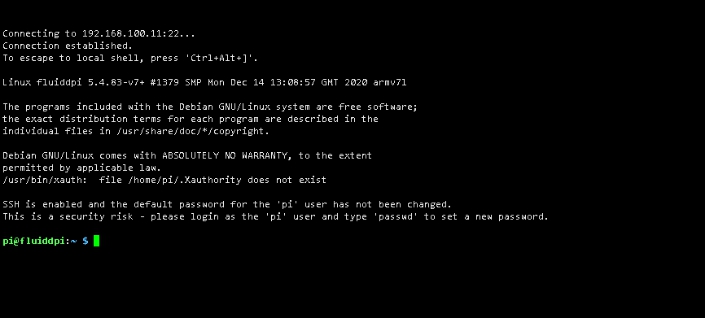 Connecting to 192.168.100.11:22...
Connection established.
To escape to local shell, press 'Ctrl+Alt+]'.
Linux fluiddpi 5.4.83-v7+ #1379 SMP Mon Dec 14 13:08:57 GMT 2020 armv7l
The programs included with the Debian GNU/Linux system are free software;
the exact distribution terms for each program are described in the
individual files in /usr/share/doc/*/copyright.
Debian GNU/Linux comes with ABSOLUTELY NO WARRANTY, to the extent
permitted by applicable law.
/usr/bin/xauth:  file /home/pi/.Xauthority does not exist
SSH is enabled and the default password for the 'pi' user has not been changed.
This is a security risk - please login as the 'pi' user and type 'passwd' to set a new password.
pi@fluiddpi:~ $